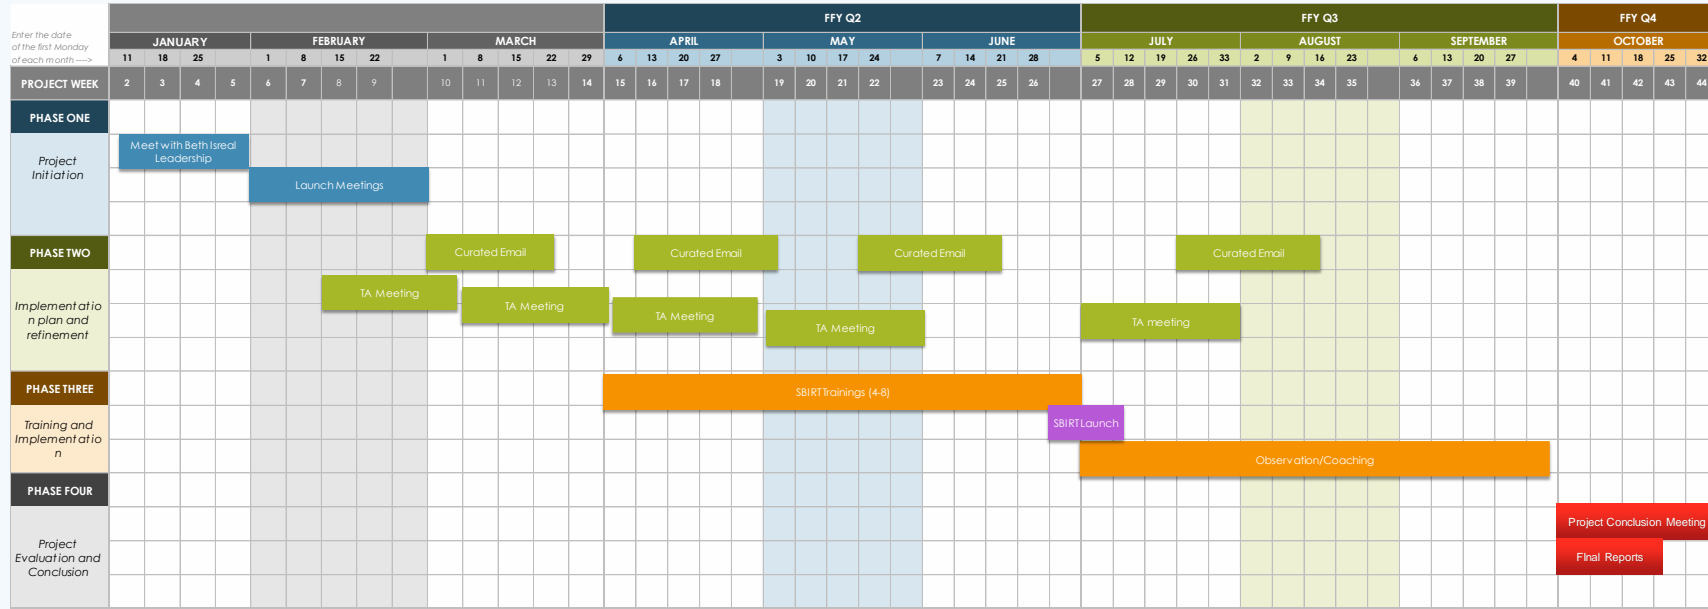 FFY Q2 FFY Q3 FFY Q4
Enter the date
of the first Monday
of each month ---->
JANUARY FEBRUARY MARCH APRIL MAY JUNE JULY AUGUST SEPTEMBER OCTOBER
11 18 25 1 8 15 22 1 8 15 22 29 6 13 20 27 3 10 17 24 7 14 21 28 5 12 19 26 33 2 9 16 23 6 13 20 27 4 11 18 25 32
PROJECT WEEK 2 3 4 5 6 7 8 9 10 11 12 13 14 15 16 17 18 19 20 21 22 23 24 25 26 27 28 29 30 31 32 33 34 35 36 37 38 39 40 41 42 43 44
PHASE ONE
Project
Initiation
Meet with Beth Isreal
Leadership
Launch Meetings
PHASE TWO
Curated Email Curated Email Curated Email Curated Email
Implementatio
n plan and
refinement
TA Meeting
TA Meeting
TA Meeting
TA Meeting
TA meeting
PHASE THREE
SBIRT Trainings (4-8)
Training and
Implementatio
n
SBIRT Launch
Observation/Coaching
PHASE FOUR
Project
Evaluation and
Conclusion
Project Conclusion Meeting
FInal Reports